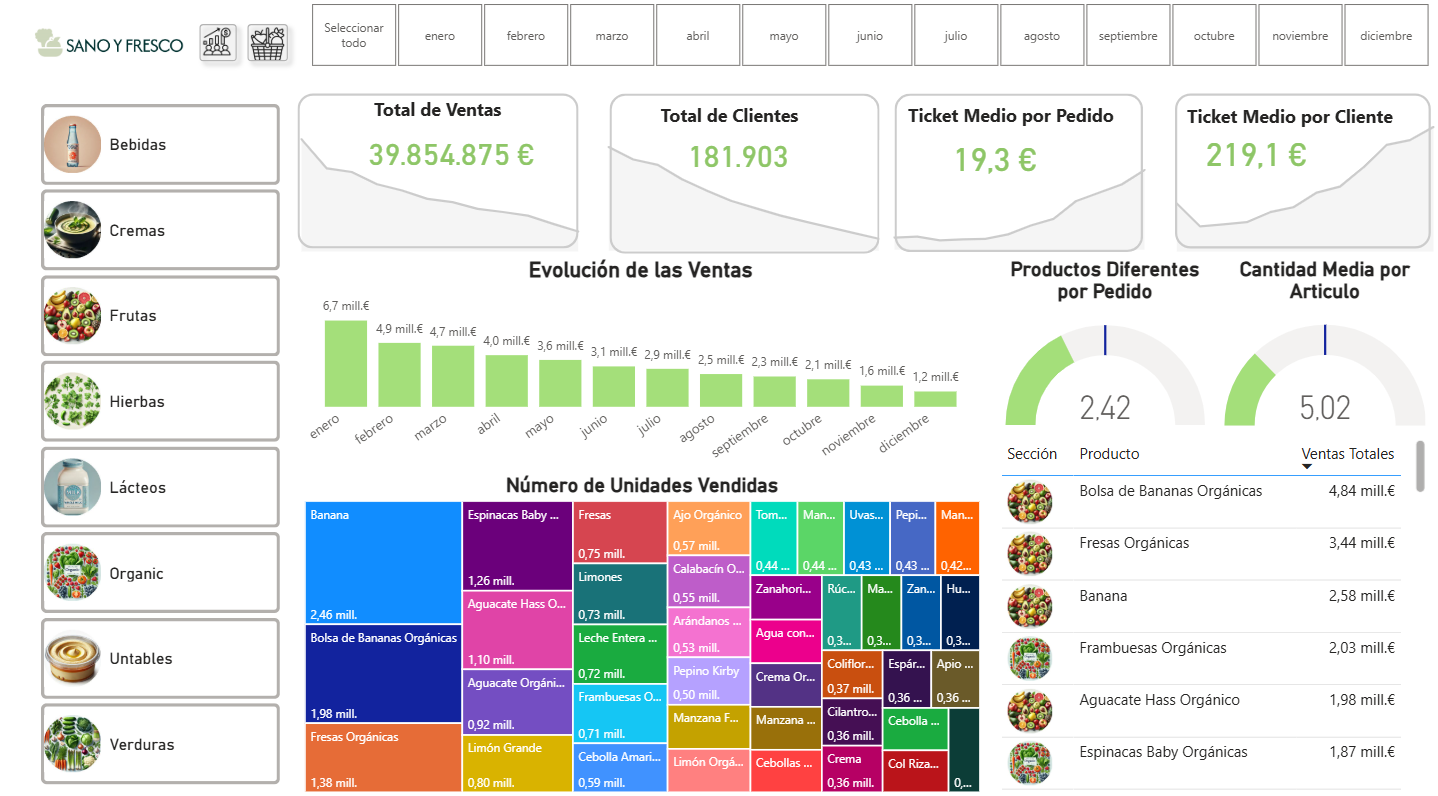 SANO Y FRESCO
Seleccionar
todo
enero
febrero
marzo
abril
mayo
junio
julio
agosto
septiembre
octubre
noviembre
diciembre
Bebidas
Cremas
Frutas
Hierbas
Lácteos
Organic
Untables
Verduras
Total de Ventas
39.854.875 €
Total de Clientes
181.903
Ticket Medio por Pedido
19,3 €
Ticket Medio por Cliente
219,1 €
Evolución de las Ventas
6,7 mill.€
4,9 mill.€
4,7 mill.€
4,0 mill.€
3,6 mill.€
3,1 mill.€
2,9 mill.€
2,5 mill.€
2,3 mill.€
2,1 mill.€
1,6 mill.€
1,2 mill.€
enero
febrero
marzo
abril
mayo
junio
julio
agosto
septiembre
octubre
noviembre
diciembre
Productos Diferentes
por Pedido
2,42
Cantidad Media por
Articulo
5,02
Número de Unidades Vendidas
Banana
2,46 mill.
Bolsa de Bananas Orgánicas
1,98 mill.
Fresas Orgánicas
1,38 mill.
Espinacas Baby ...
1,26 mill.
Aguacate Hass O...
1,10 mill.
Aguacate Orgáni...
0,92 mill.
Limón Grande
0,80 mill.
Fresas
0,75 mill.
Limones
0,73 mill.
Leche Entera ...
0,72 mill.
Frambuesas O...
0,71 mill.
Cebolla Amari...
0,59 mill.
Ajo Orgánico
0,57 mill.
Calabacín O...
0,55 mill.
Arándanos ...
0,53 mill.
Pepino Kirby
0,50 mill.
Manzana F...
Limón Orgá...
Tom...
0,44 ...
Man...
0,44 ...
Uvas...
0,43 ...
Pepi...
0,43 ...
Man...
0,42...
Zanahori...
Agua con...
Crema Or...
Manzana ...
Cebollas ...
Rúc...
0,3...
Ma...
0,3...
Zan...
0,3...
Hu...
0,3...
Coliflor...
0,37 mill.
Cilantro...
0,36 mill.
Crema
0,36 mill.
Espár...
0,36 ...
Apio ...
0,36 ...
Cebolla ...
Col Riza...
0,...
Sección
Producto
Ventas Totales
Bolsa de Bananas Orgánicas
4,84 mill.€
Fresas Orgánicas
3,44 mill.€
Banana
2,58 mill.€
Frambuesas Orgánicas
2,03 mill.€
Aguacate Hass Orgánico
1,98 mill.€
Espinacas Baby Orgánicas
1,87 mill.€